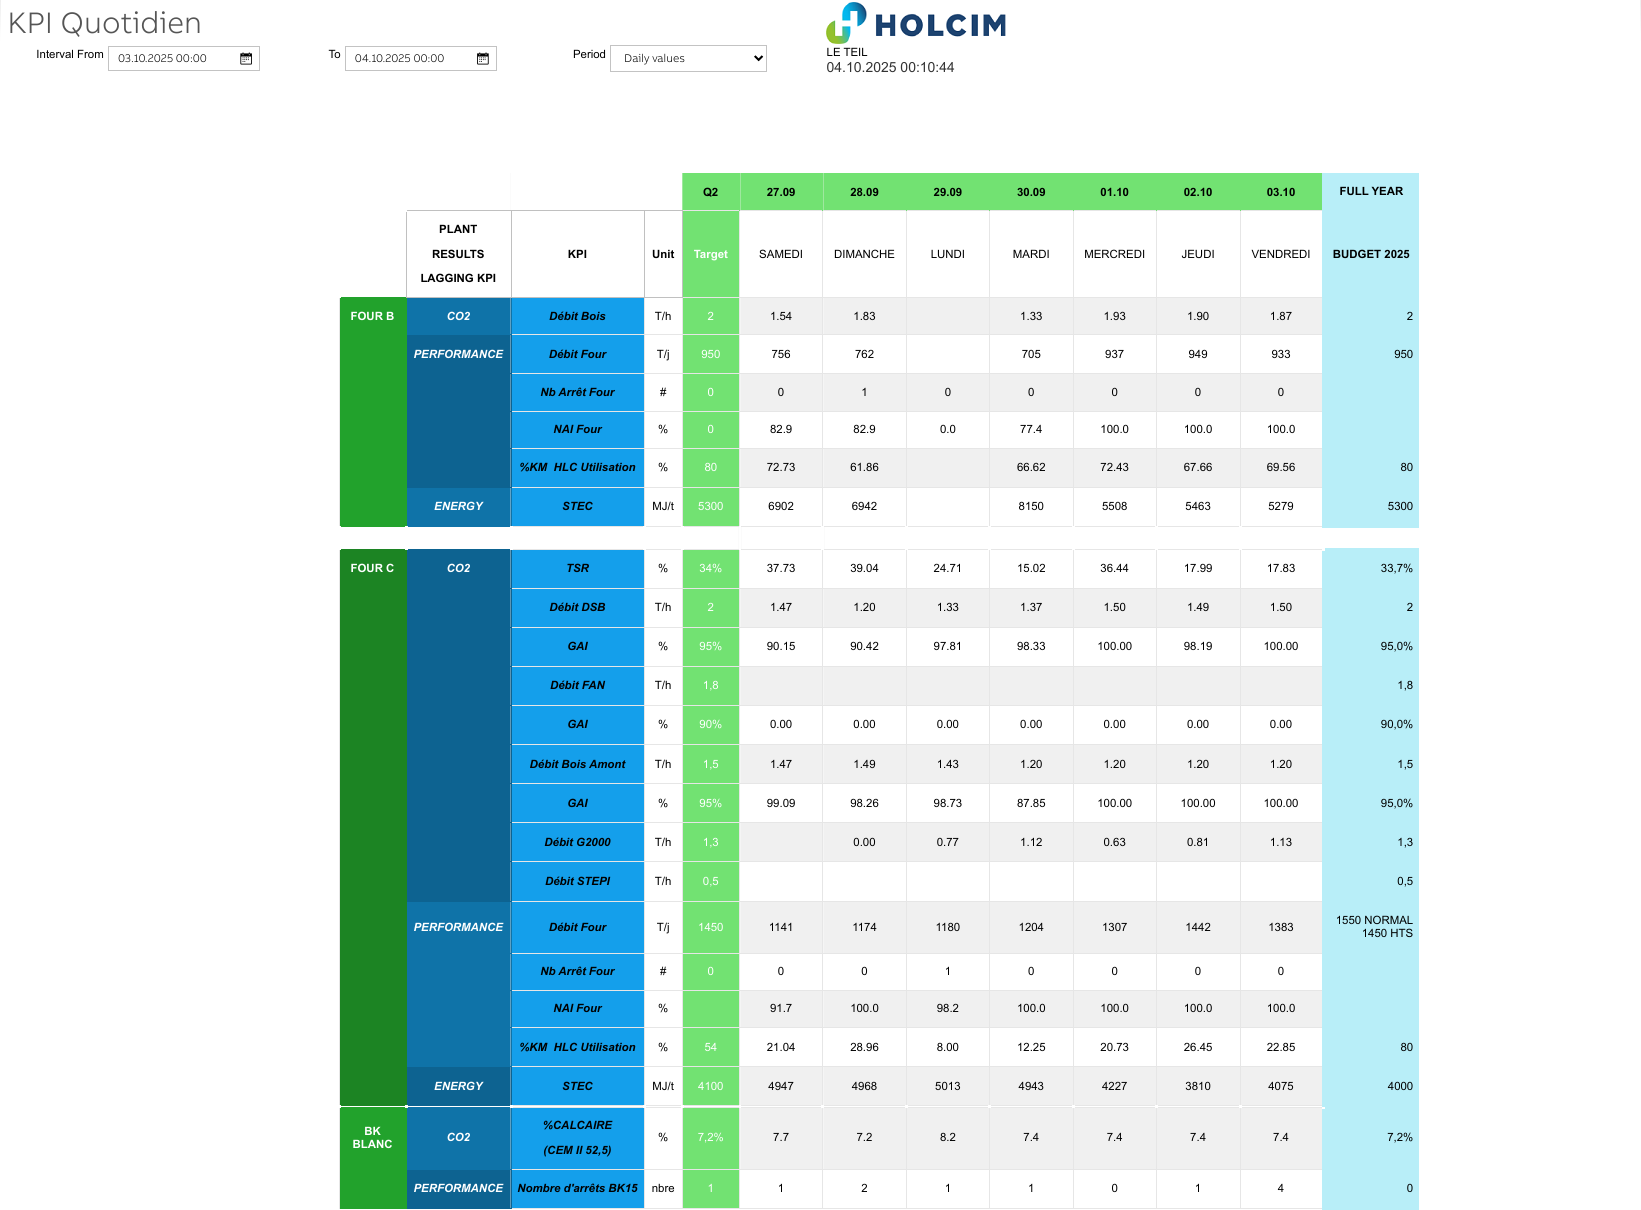 KPI Quotidien
HOLCIM
Interval From 03.10.2025 00:00 To 04.10.2025 00:00 Period Daily values
LE TEIL
04.10.2025 00:10:44
Q2 27.09 28.09 29.09 30.09 01.10 02.10 03.10 FULL YEAR
PLANT
RESULTS
LAGGING KPI
KPI Unit Target SAMEDI DIMANCHE LUNDI MARDI MERCREDI JEUDI VENDREDI BUDGET 2025
FOUR B CO2 Débit Bois T/h 2 1.54 1.83 1.33 1.93 1.90 1.87 2
PERFORMANCE Débit Four T/j 950 756 762 705 937 949 933 950
Nb Arrêt Four # 0 0 1 0 0 0 0 0
NAI Four % 0 82.9 82.9 0.0 77.4 100.0 100.0 100.0
%KM HLC Utilisation % 80 72.73 61.86 66.62 72.43 67.66 69.56 80
ENERGY STEC MJ/t 5300 6902 6942 8150 5508 5463 5279 5300
FOUR C CO2 TSR % 34% 37.73 39.04 24.71 15.02 36.44 17.99 17.83 33,7%
Débit DSB T/h 2 1.47 1.20 1.33 1.37 1.50 1.49 1.50 2
GAI % 95% 90.15 90.42 97.81 98.33 100.00 98.19 100.00 95,0%
Débit FAN T/h 1,8 1,8
GAI % 90% 0.00 0.00 0.00 0.00 0.00 0.00 0.00 90,0%
Débit Bois Amont T/h 1,5 1.47 1.49 1.43 1.20 1.20 1.20 1.20 1,5
GAI % 95% 99.09 98.26 98.73 87.85 100.00 100.00 100.00 95,0%
Débit G2000 T/h 1,3 0.00 0.77 1.12 0.63 0.81 1.13 1,3
Débit STEPI T/h 0,5 0,5
PERFORMANCE Débit Four T/j 1450 1141 1174 1180 1204 1307 1442 1383 1550 NORMAL
1450 HTS
Nb Arrêt Four # 0 0 0 1 0 0 0 0
NAI Four % 91.7 100.0 98.2 100.0 100.0 100.0 100.0
%KM HLC Utilisation % 54 21.04 28.96 8.00 12.25 20.73 26.45 22.85 80
ENERGY STEC MJ/t 4100 4947 4968 5013 4943 4227 3810 4075 4000
BK
BLANC
CO2 %CALCAIRE
(CEM II 52,5)
% 7,2% 7.7 7.2 8.2 7.4 7.4 7.4 7.4 7,2%
PERFORMANCE Nombre d'arrêts BK15 nbre 1 1 2 1 1 0 1 4 0